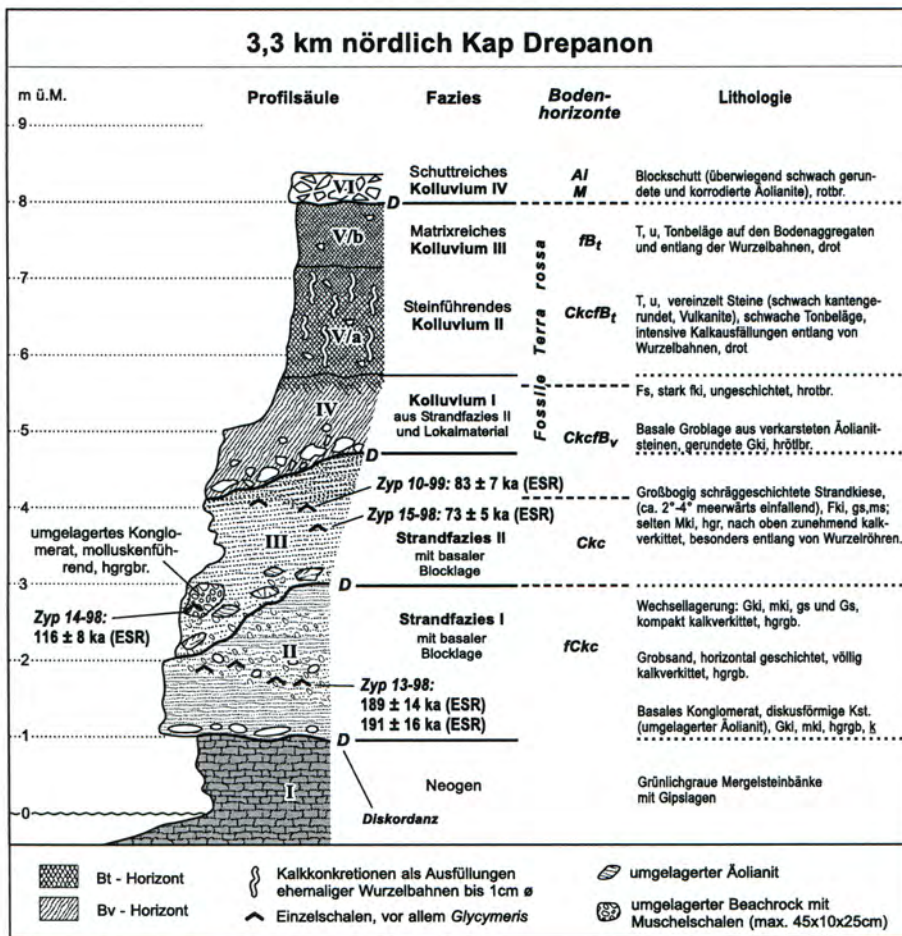 3,3 km nördlich Kap Drepanon
m ü.M.
Profilsäule
Fazies
Boden-
horizonte
Lithologie
9
8
7
6
5
4
3
2
1
0
VI
V/b
V/a
IV
III
II
I
D
D
D
D
Diskordanz
umgelagertes Konglo-
merat, molluskenfüh-
rend, hgrgbr.
Zyp 14-98:
116 ± 8 ka (ESR)
Zyp 10-99: 83 ± 7 ka (ESR)
Zyp 15-98: 73 ± 5 ka (ESR)
Zyp 13-98:
189 ± 14 ka (ESR)
191 ± 16 ka (ESR)
Schuttreiches
Kolluvium IV
Matrixreiches
Kolluvium III
Steinführendes
Kolluvium II
Kolluvium I
aus Strandfazies II
und Lokalmaterial
Strandfazies II
mit basaler
Blocklage
Strandfazies I
mit basaler
Blocklage
Neogen
Fossile Terra rossa
Al
M
fBt
CkcfBt
CkcfBv
Ckc
fCkc
Blockschutt (überwiegend schwach gerun-
dete und korrodierte Äolianite), rotbr.
T, u, Tonbeläge auf den Bodenaggregaten
und entlang der Wurzelbahnen, drot
T, u, vereinzelt Steine (schwach kantenge-
rundet, Vulkanite), schwache Tonbeläge,
intensive Kalkausfällungen entlang von
Wurzelbahnen, drot
Fs, stark fki, ungeschichtet, hrotbr.
Basale Groblage aus verkarsteten Äolianit-
steinen, gerundete Gki, hrötlbr.
Großbogig schräggeschichtete Strandkiese,
(ca. 2°-4° meerwärts einfallend), Fki, gs,ms;
selten Mki, hgr, nach oben zunehmend kalk-
verkittet, besonders entlang von Wurzelröhren.
Wechsellagerung: Gki, mki, gs und Gs,
kompakt kalkverkittet, hgrgb.
Grobsand, horizontal geschichtet, völlig
kalkverkittet, hgrgb.
Basales Konglomerat, diskusförmige Kst.
(umgelagerter Äolianit), Gki, mki, hgrgb, k
Grünlichgraue Mergelsteinbänke
mit Gipslagen
Bt - Horizont
Bv - Horizont
Kalkkonkretionen als Ausfüllungen
ehemaliger Wurzelbahnen bis 1cm ø
Einzelschalen, vor allem Glycymeris
umgelagerter Äolianit
umgelagerter Beachrock mit
Muschelschalen (max. 45x10x25cm)